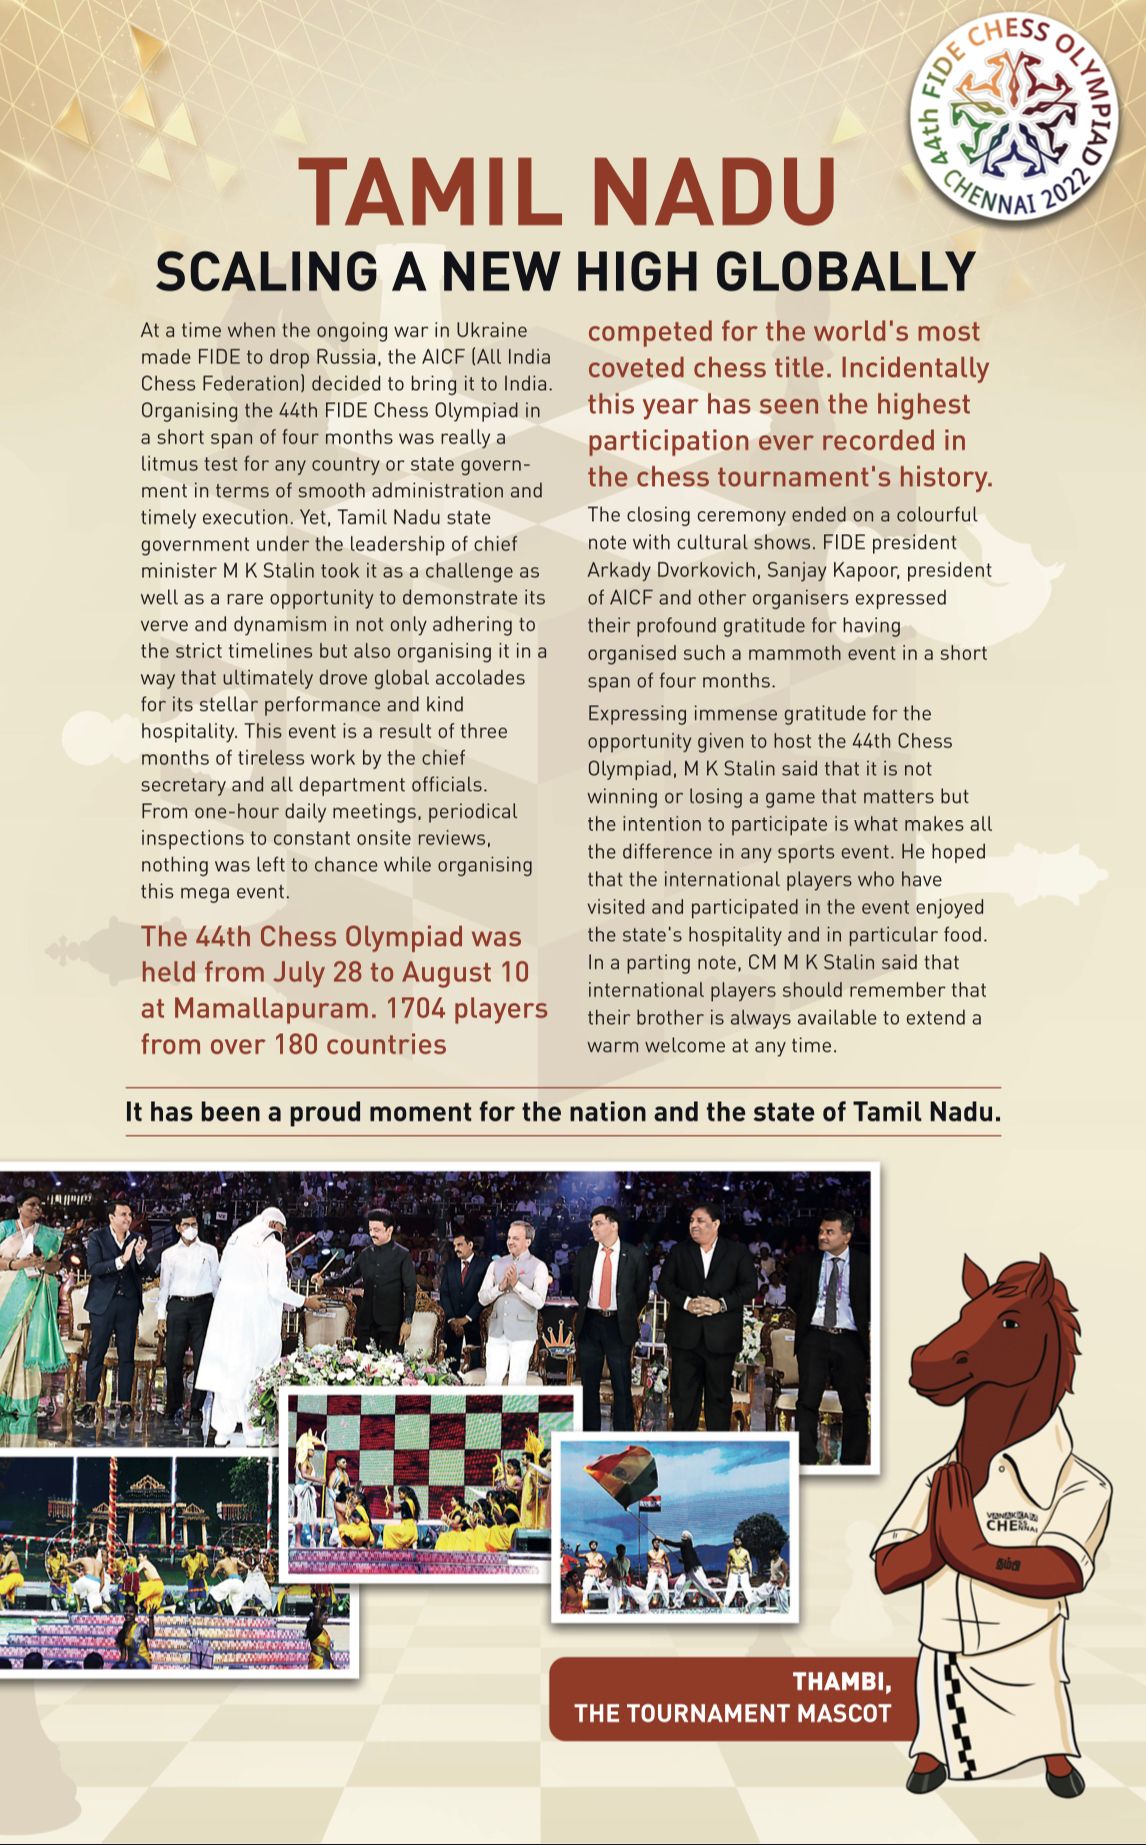 44th FIDE CHESS OLYMPIAD
CHENNAI 2022
TAMIL NADU
SCALING A NEW HIGH GLOBALLY
At a time when the ongoing war in Ukraine
made FIDE to drop Russia, the AICF (All India
Chess Federation) decided to bring it to India.
Organising the 44th FIDE Chess Olympiad in
a short span of four months was really a
litmus test for any country or state govern-
ment in terms of smooth administration and
timely execution. Yet, Tamil Nadu state
government under the leadership of chief
minister M K Stalin took it as a challenge as
well as a rare opportunity to demonstrate its
verve and dynamism in not only adhering to
the strict timelines but also organising it in a
way that ultimately drove global accolades
for its stellar performance and kind
hospitality. This event is a result of three
months of tireless work by the chief
secretary and all department officials.
From one-hour daily meetings, periodical
inspections to constant onsite reviews,
nothing was left to chance while organising
this mega event.
The 44th Chess Olympiad was
held from July 28 to August 10
at Mamallapuram. 1704 players
from over 180 countries
competed for the world's most
coveted chess title. Incidentally
this year has seen the highest
participation ever recorded in
the chess tournament's history.
The closing ceremony ended on a colourful
note with cultural shows. FIDE president
Arkady Dvorkovich, Sanjay Kapoor, president
of AICF and other organisers expressed
their profound gratitude for having
organised such a mammoth event in a short
span of four months.
Expressing immense gratitude for the
opportunity given to host the 44th Chess
Olympiad, M K Stalin said that it is not
winning or losing a game that matters but
the intention to participate is what makes all
the difference in any sports event. He hoped
that the international players who have
visited and participated in the event enjoyed
the state's hospitality and in particular food.
In a parting note, CM M K Stalin said that
international players should remember that
their brother is always available to extend a
warm welcome at any time.
It has been a proud moment for the nation and the state of Tamil Nadu.
VANAKKAM
CHENNAI
தம்பி
THAMBI,
THE TOURNAMENT MASCOT